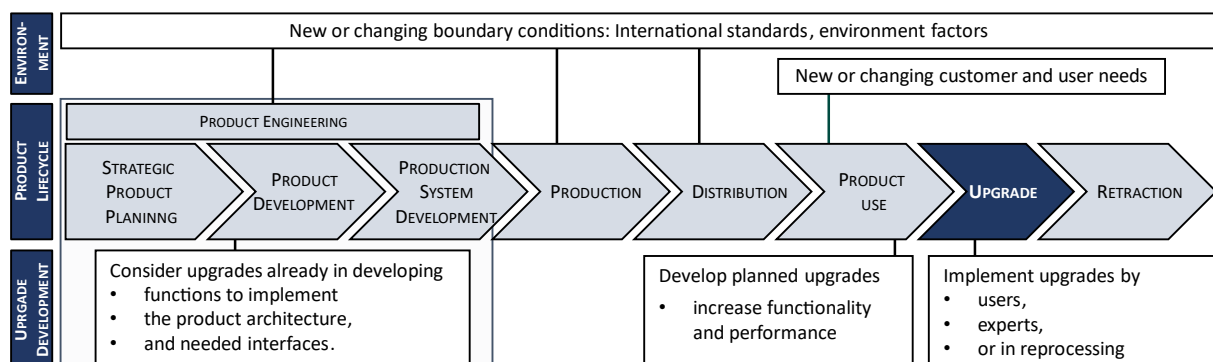 ENVIRON-
MENT
New or changing boundary conditions: International standards, environment factors
New or changing customer and user needs
PRODUCT
LIFECYCLE
PRODUCT ENGINEERING
STRATEGIC
PRODUCT
PLANINNG
PRODUCT
DEVELOPMENT
PRODUCTION
SYSTEM
DEVELOPMENT
PRODUCTION
DISTRIBUTION
PRODUCT
USE
UPGRADE
RETRACTION
UPRGADE
DEVELOPMENT
Consider upgrades already in developing
• functions to implement
• the product architecture,
• and needed interfaces.
Develop planned upgrades
• increase functionality
and performance
Implement upgrades by
• users,
• experts,
• or in reprocessing